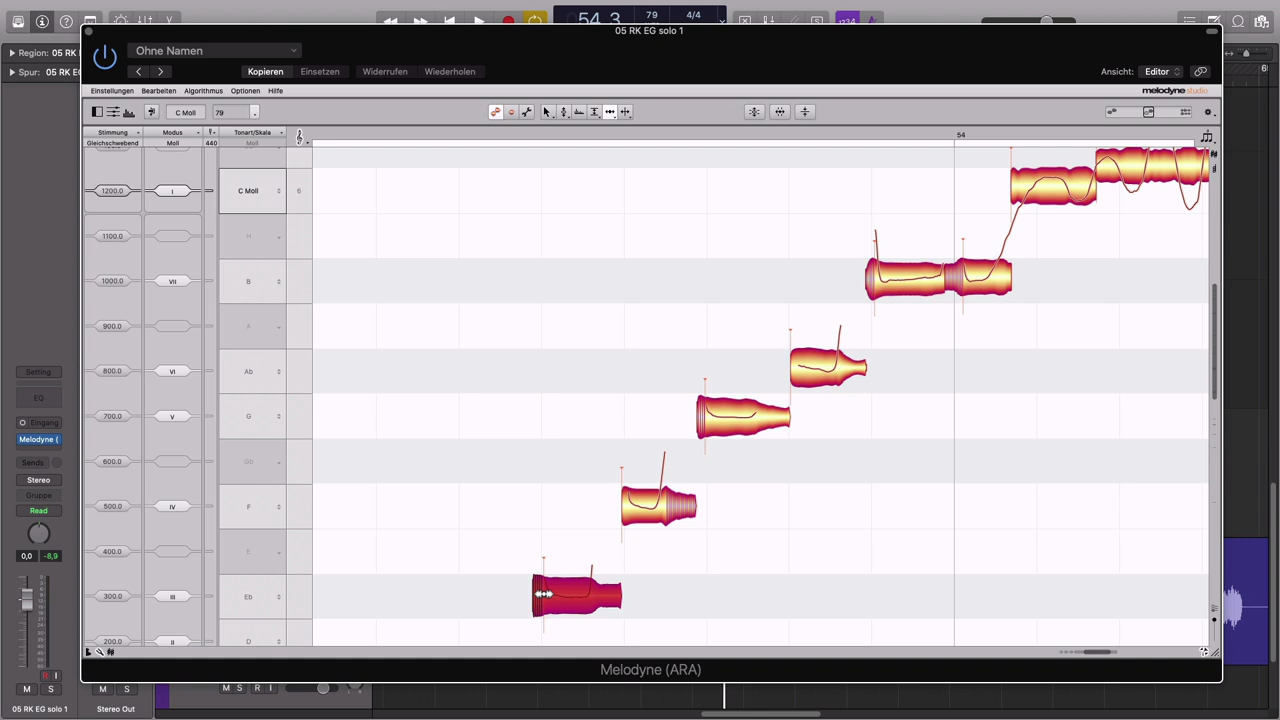 54.3
79
4/4
1234
05 RK EG solo 1
Region: 05 RK
Spur: 05 RK EG
Ohne Namen
Kopieren
Einsetzen
Widerrufen
Wiederholen
Ansicht:
Editor
Einstellungen
Bearbeiten
Algorithmus
Optionen
Hilfe
melodyne studio
C Moll
79
Stimmung
Modus
Tonart/Skala
54
Gleichschwebend
Moll
440
Moll
1200.0
I
C Moll
6
1100.0
H
1000.0
VII
B
900.0
A
800.0
VI
Ab
700.0
V
G
600.0
Gb
500.0
IV
F
400.0
E
300.0
III
Eb
200.0
II
D
Setting
EQ
Eingang
Melodyne (
Sends
Stereo
Gruppe
Read
0,0
-8,9
R I
M S
M S
M S R I
05 RK EG solo 1
Stereo Out
Melodyne (ARA)